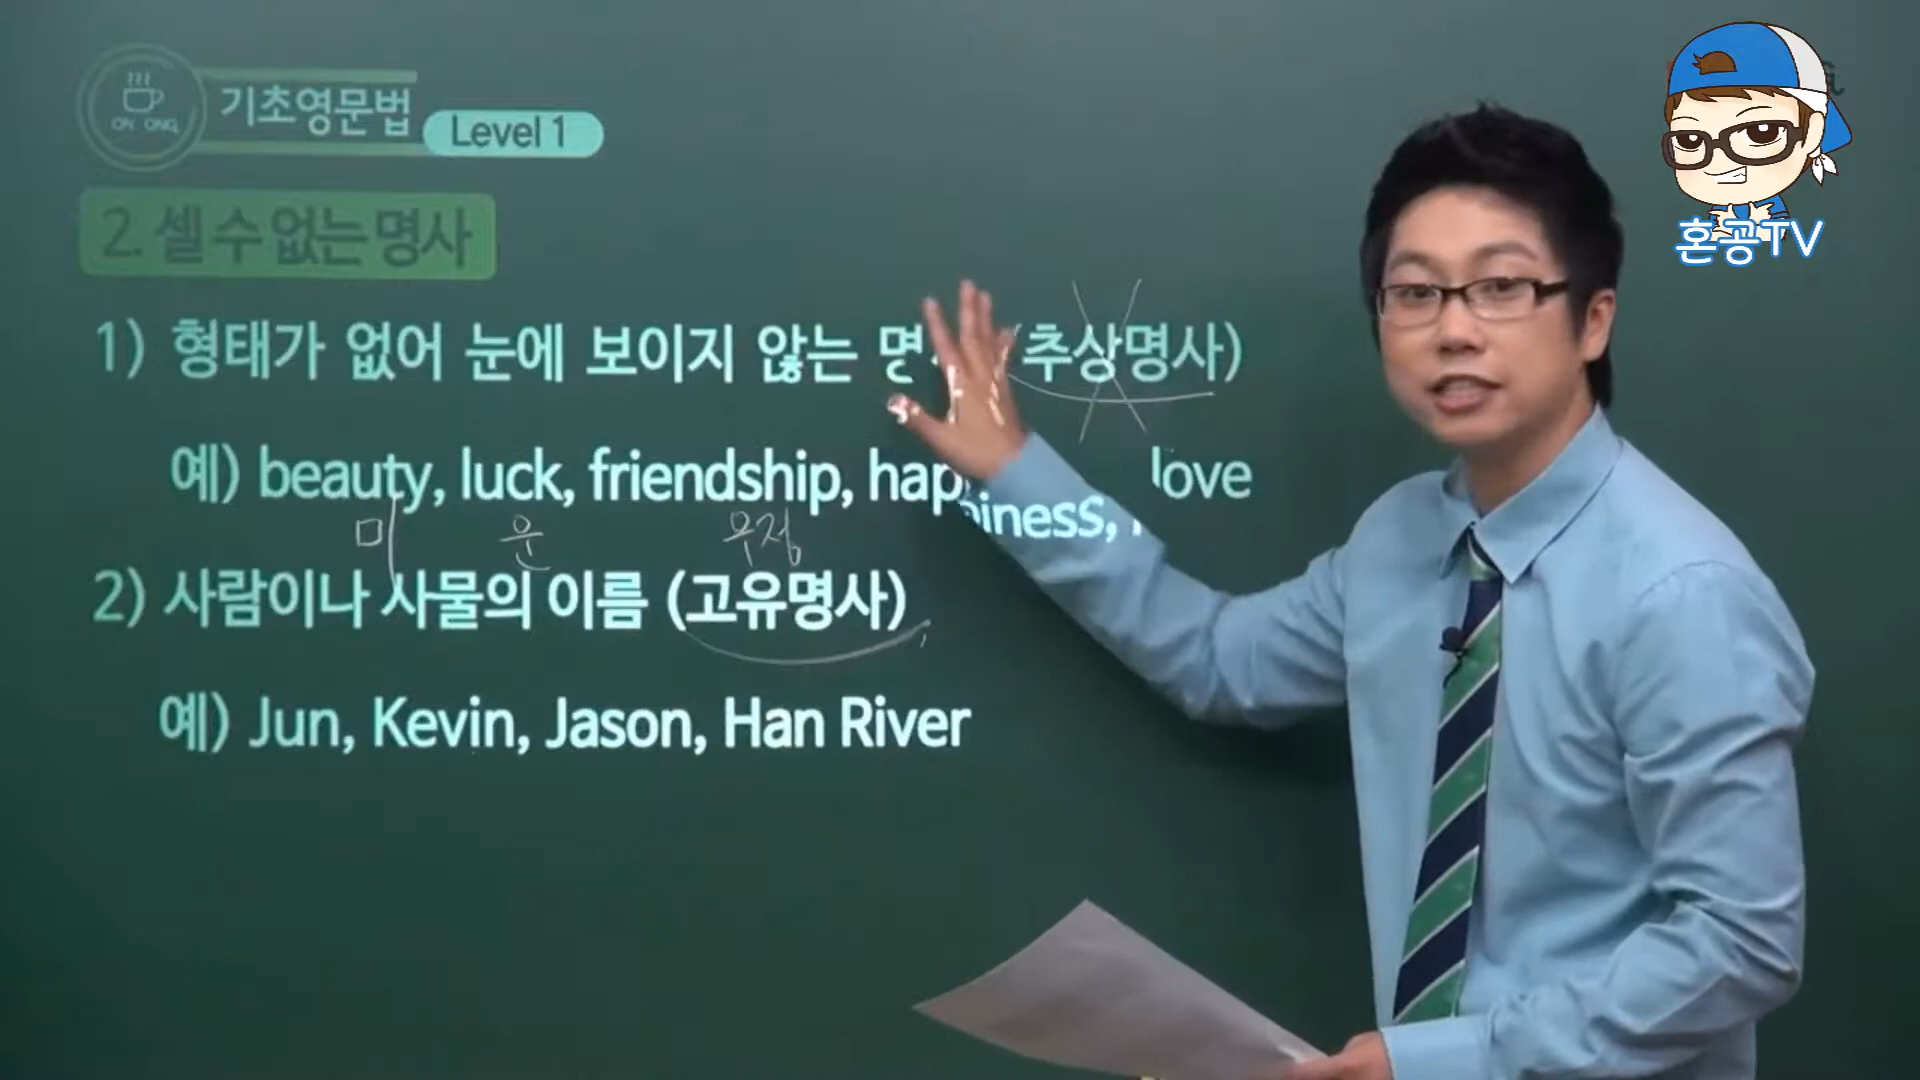 ON ONQ
기초영문법
Level 1
혼공TV
2. 셀 수 없는 명사
1) 형태가 없어 눈에 보이지 않는 (추상명사)
예) beauty, luck, friendship, happiness, love
미 운 우정
2) 사람이나 사물의 이름 (고유명사)
예) Jun, Kevin, Jason, Han River